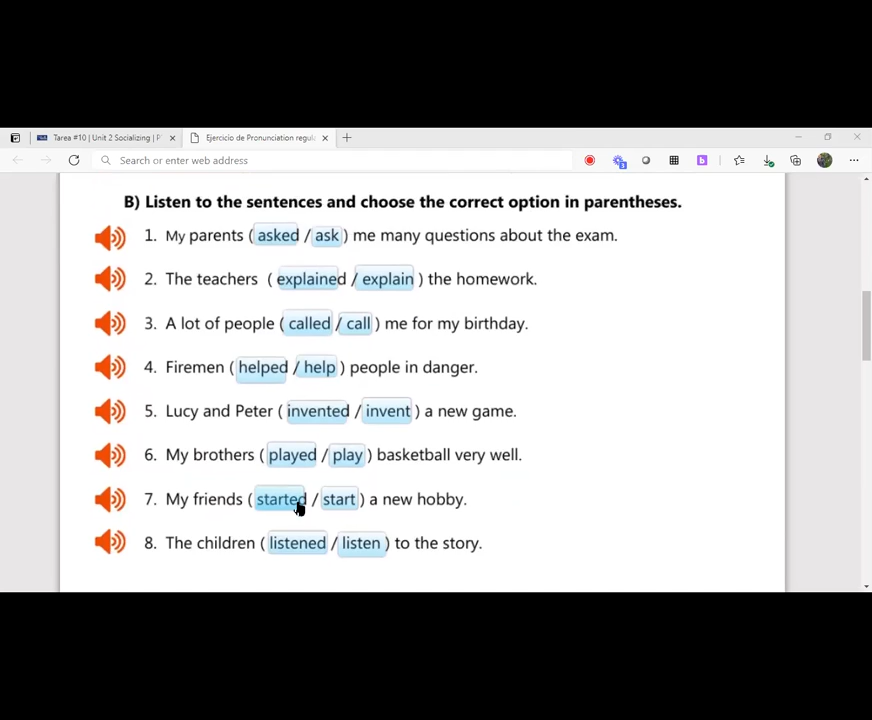 Tarea #10 | Unit 2 Socializing | P
Ejercicio de Pronunciation regula
Search or enter web address
B) Listen to the sentences and choose the correct option in parentheses.
1. My parents ( asked / ask ) me many questions about the exam.
2. The teachers ( explained / explain ) the homework.
3. A lot of people ( called / call ) me for my birthday.
4. Firemen ( helped / help ) people in danger.
5. Lucy and Peter ( invented / invent ) a new game.
6. My brothers ( played / play ) basketball very well.
7. My friends ( started / start ) a new hobby.
8. The children ( listened / listen ) to the story.